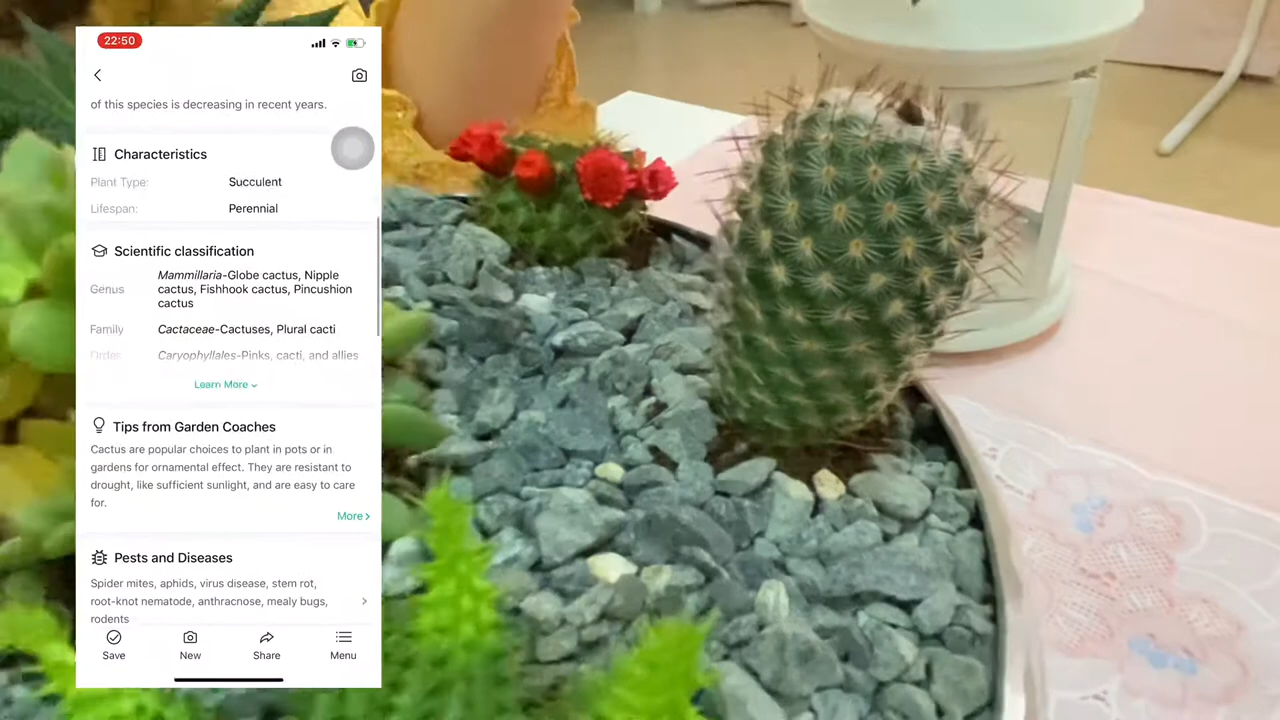 22:50
of this species is decreasing in recent years.
Characteristics
Plant Type: Succulent
Lifespan: Perennial
Scientific classification
Genus Mammillaria-Globe cactus, Nipple
cactus, Fishhook cactus, Pincushion
cactus
Family Cactaceae-Cactuses, Plural cacti
Order Caryophyllales-Pinks, cacti, and allies
Learn More
Tips from Garden Coaches
Cactus are popular choices to plant in pots or in
gardens for ornamental effect. They are resistant to
drought, like sufficient sunlight, and are easy to care
for.
More
Pests and Diseases
Spider mites, aphids, virus disease, stem rot,
root-knot nematode, anthracnose, mealy bugs,
rodents
Save New Share Menu